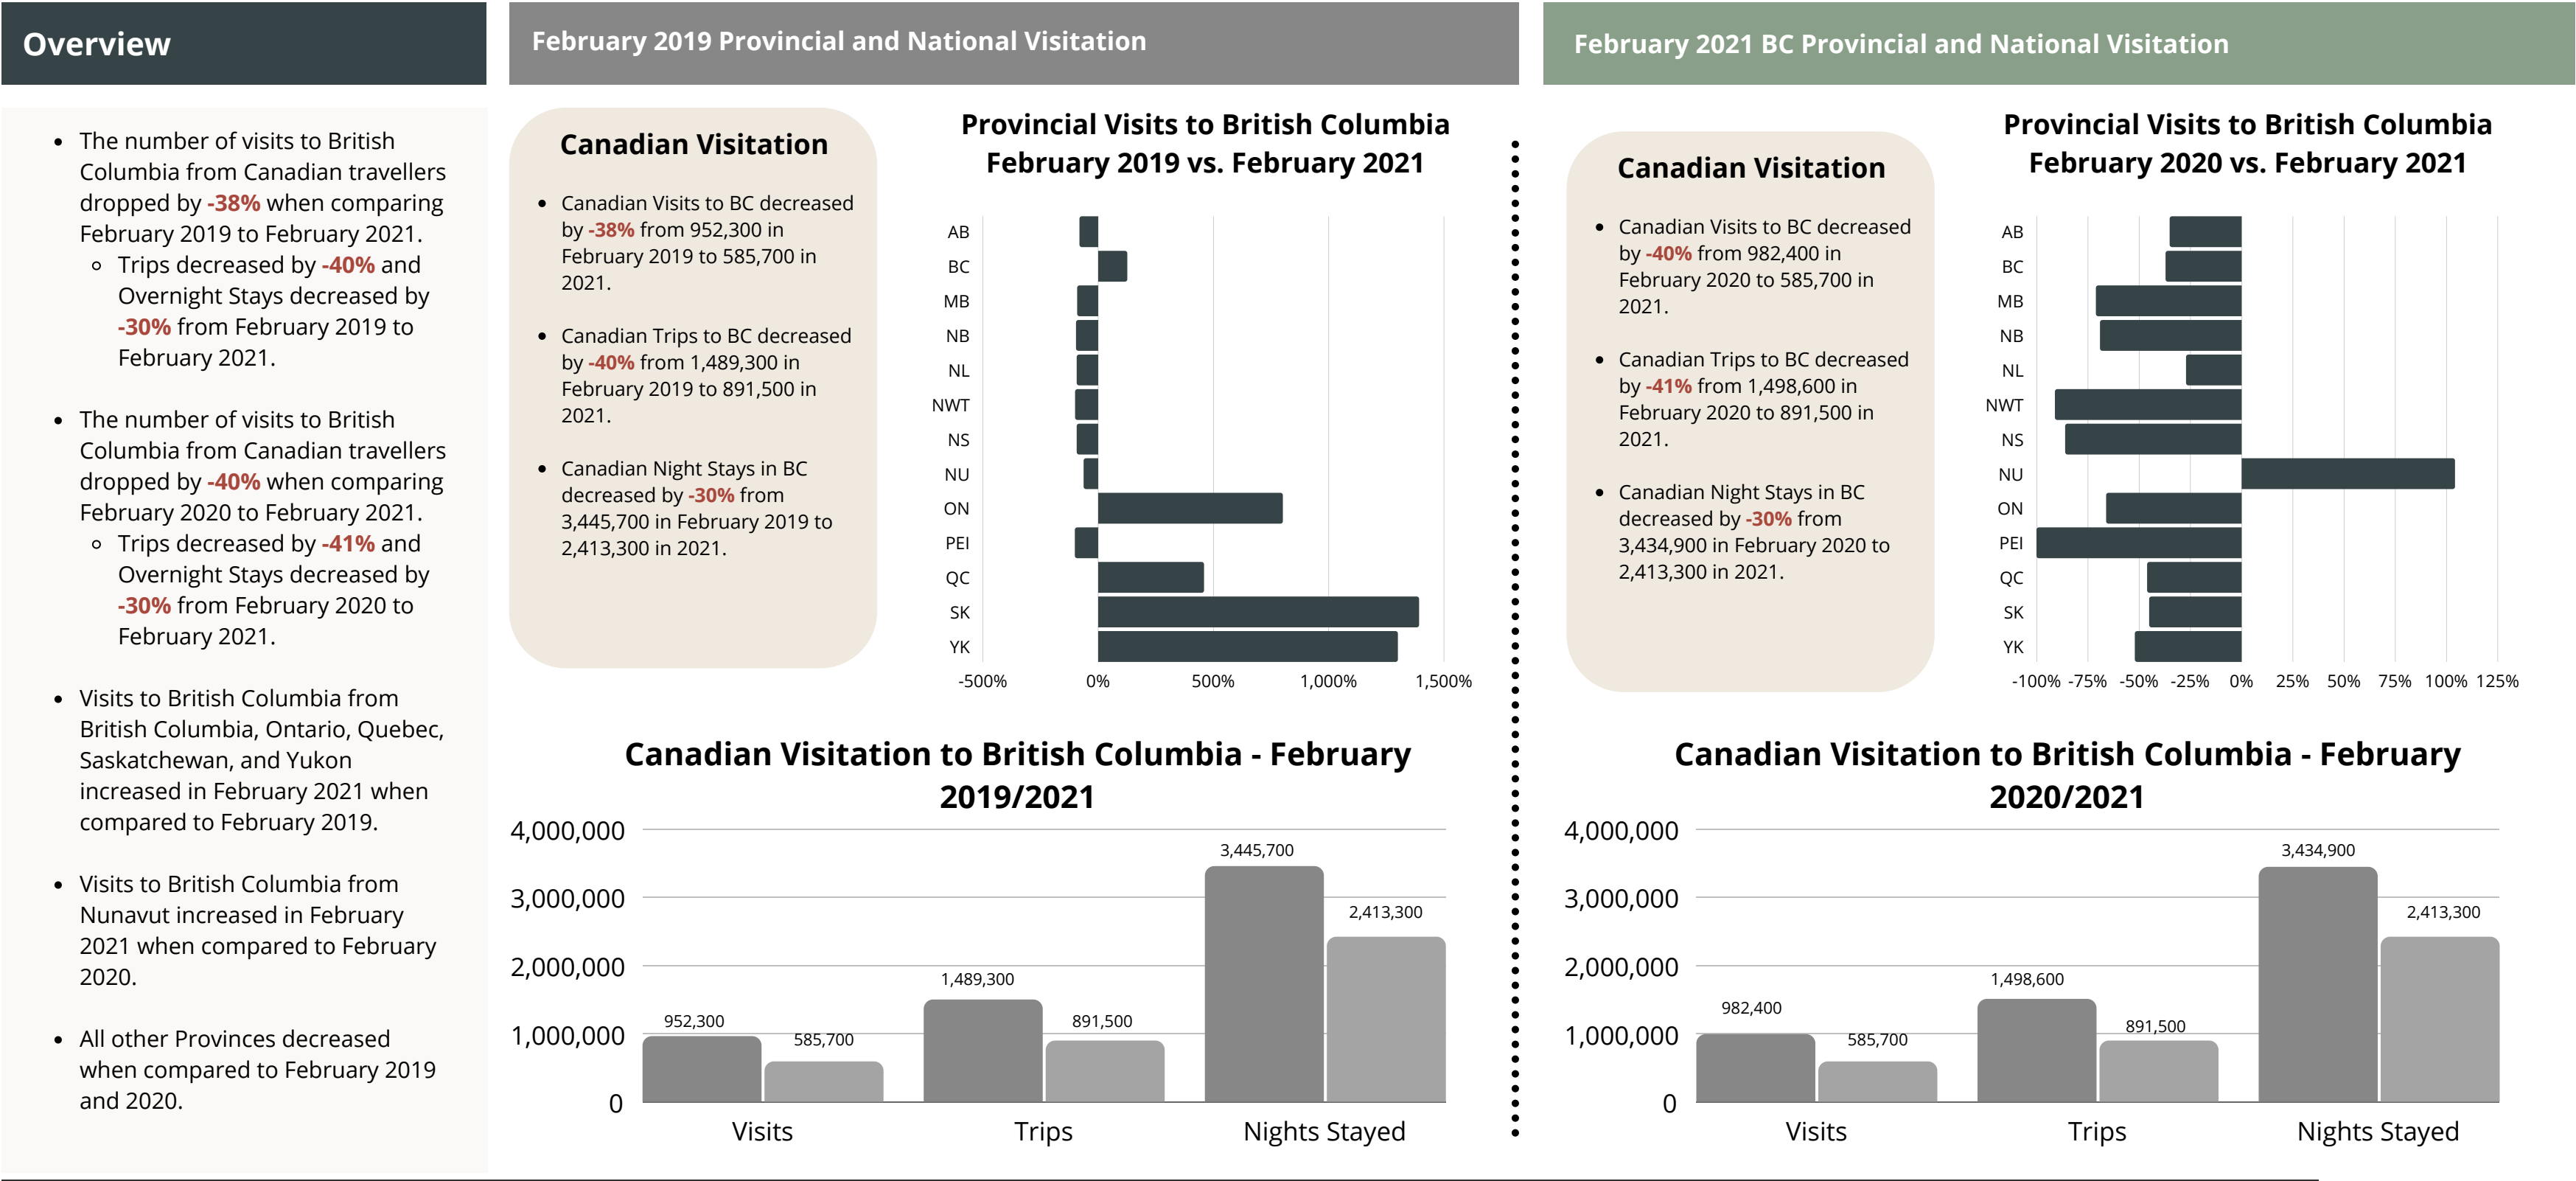 Overview
• The number of visits to British
Columbia from Canadian travellers
dropped by -38% when comparing
February 2019 to February 2021.
◦ Trips decreased by -40% and
Overnight Stays decreased by
-30% from February 2019 to
February 2021.
• The number of visits to British
Columbia from Canadian travellers
dropped by -40% when comparing
February 2020 to February 2021.
◦ Trips decreased by -41% and
Overnight Stays decreased by
-30% from February 2020 to
February 2021.
• Visits to British Columbia from
British Columbia, Ontario, Quebec,
Saskatchewan, and Yukon
increased in February 2021 when
compared to February 2019.
• Visits to British Columbia from
Nunavut increased in February
2021 when compared to February
2020.
• All other Provinces decreased
when compared to February 2019
and 2020.
February 2019 Provincial and National Visitation
Canadian Visitation
• Canadian Visits to BC decreased
by -38% from 952,300 in
February 2019 to 585,700 in
2021.
• Canadian Trips to BC decreased
by -40% from 1,489,300 in
February 2019 to 891,500 in
2021.
• Canadian Night Stays in BC
decreased by -30% from
3,445,700 in February 2019 to
2,413,300 in 2021.
Provincial Visits to British Columbia
February 2019 vs. February 2021
AB
BC
MB
NB
NL
NWT
NS
NU
ON
PEI
QC
SK
YK
-500% 0% 500% 1,000% 1,500%
Canadian Visitation to British Columbia - February
2019/2021
4,000,000
3,000,000
2,000,000
1,000,000
0
952,300
585,700
1,489,300
891,500
3,445,700
2,413,300
Visits Trips Nights Stayed
February 2021 BC Provincial and National Visitation
Canadian Visitation
• Canadian Visits to BC decreased
by -40% from 982,400 in
February 2020 to 585,700 in
2021.
• Canadian Trips to BC decreased
by -41% from 1,498,600 in
February 2020 to 891,500 in
2021.
• Canadian Night Stays in BC
decreased by -30% from
3,434,900 in February 2020 to
2,413,300 in 2021.
Provincial Visits to British Columbia
February 2020 vs. February 2021
AB
BC
MB
NB
NL
NWT
NS
NU
ON
PEI
QC
SK
YK
-100% -75% -50% -25% 0% 25% 50% 75% 100% 125%
Canadian Visitation to British Columbia - February
2020/2021
4,000,000
3,000,000
2,000,000
1,000,000
0
982,400
585,700
1,498,600
891,500
3,434,900
2,413,300
Visits Trips Nights Stayed